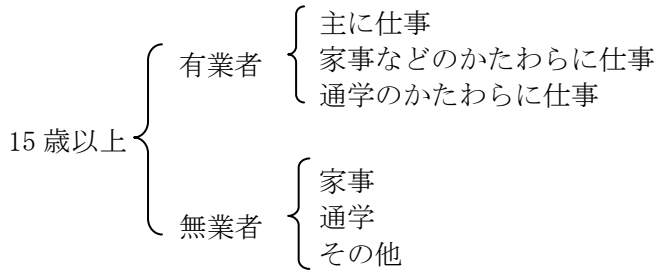 主に仕事
有業者
家事などのかたわらに仕事
通学のかたわらに仕事
15歳以上
家事
無業者
通学
その他